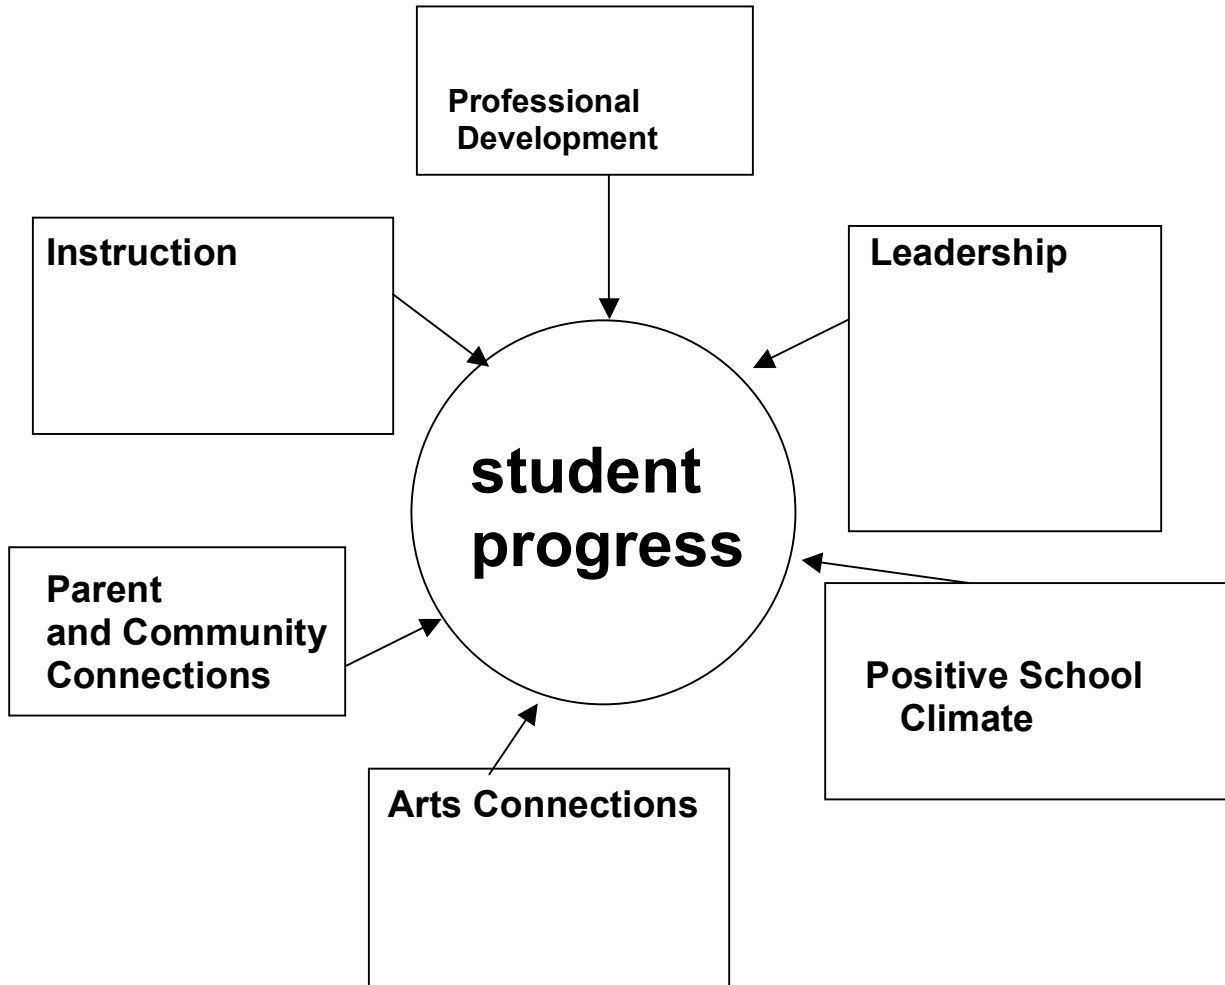 Professional
Development
Instruction
Leadership
student
progress
Parent
and Community
Connections
Positive School
Climate
Arts Connections